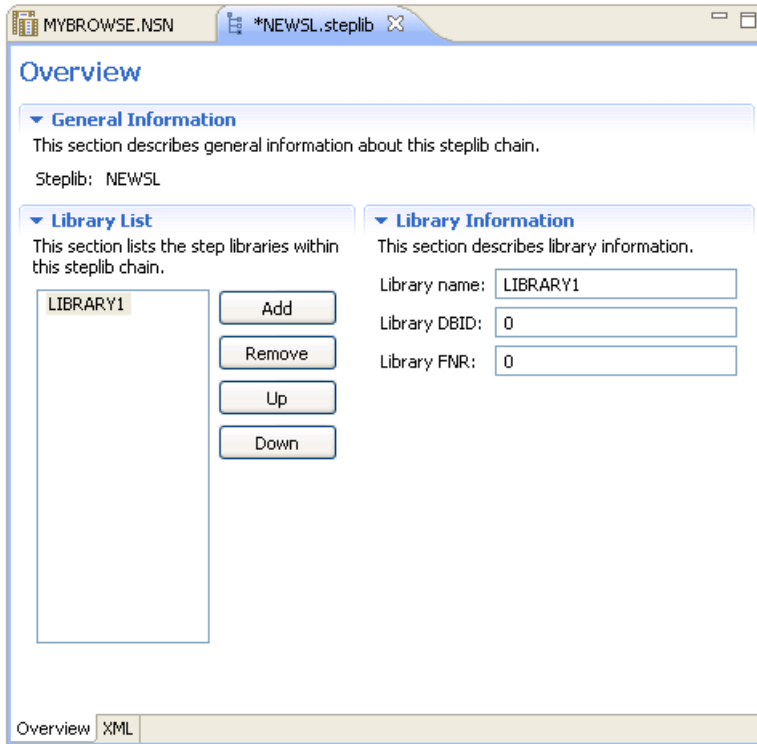 MYBROWSE.NSN
*NEWSL.steplib
Overview
General Information
This section describes general information about this steplib chain.
Steplib: NEWSL
Library List
This section lists the step libraries within
this steplib chain.
LIBRARY1
Add
Remove
Up
Down
Library Information
This section describes library information.
Library name: LIBRARY1
Library DBID: 0
Library FNR: 0
Overview XML